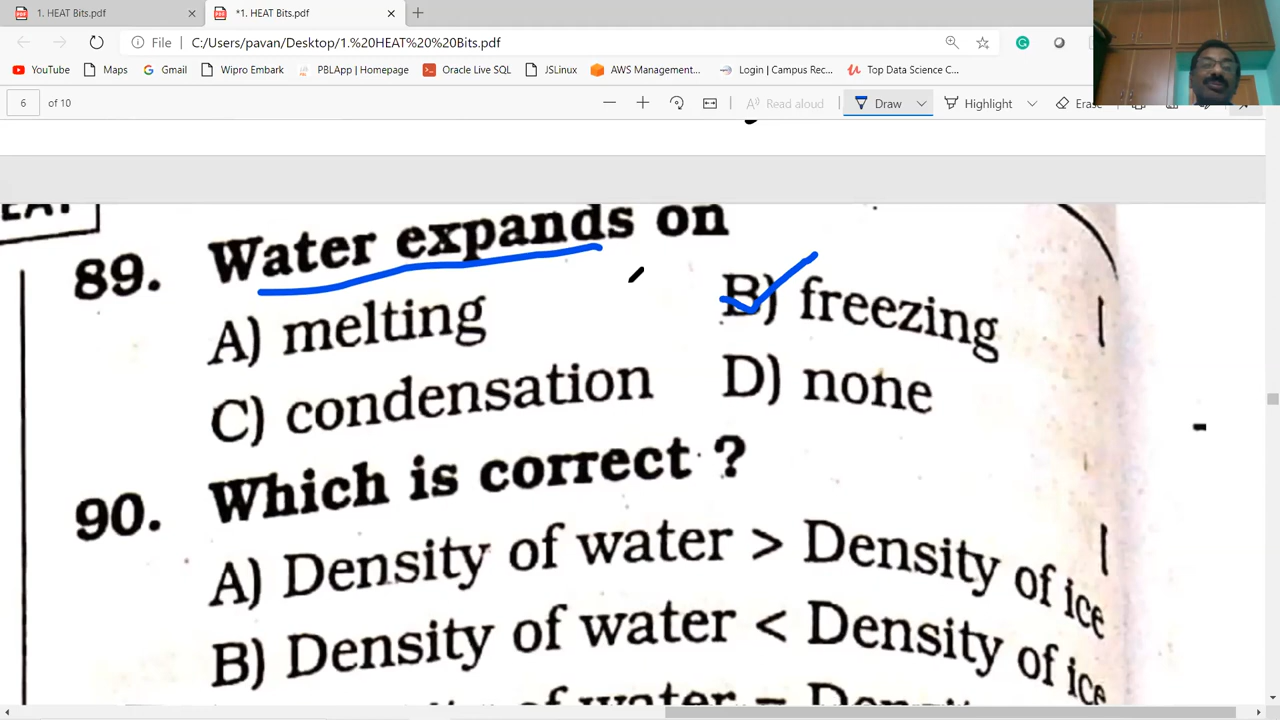 1. HEAT Bits.pdf
*1. HEAT Bits.pdf
File
C:/Users/pavan/Desktop/1.%20HEAT%20%20Bits.pdf
YouTube
Maps
Gmail
Wipro Embark
PBLApp | Homepage
Oracle Live SQL
JSLinux
AWS Management...
Login | Campus Rec...
Top Data Science C...
6 of 10
Read aloud
Draw
Highlight
89. Water expands on
A) melting B) freezing
C) condensation D) none
90. Which is correct ?
A) Density of water > Density of ice
B) Density of water < Density of ice